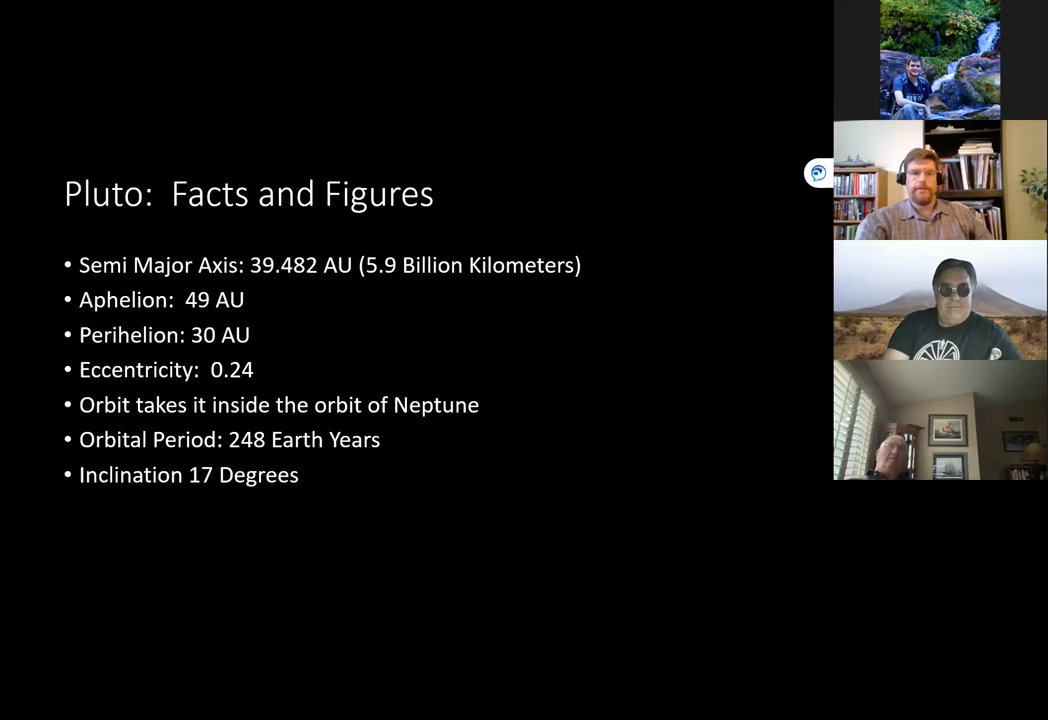 Pluto:  Facts and Figures
• Semi Major Axis: 39.482 AU (5.9 Billion Kilometers)
• Aphelion:  49 AU
• Perihelion: 30 AU
• Eccentricity:  0.24
• Orbit takes it inside the orbit of Neptune
• Orbital Period: 248 Earth Years
• Inclination 17 Degrees